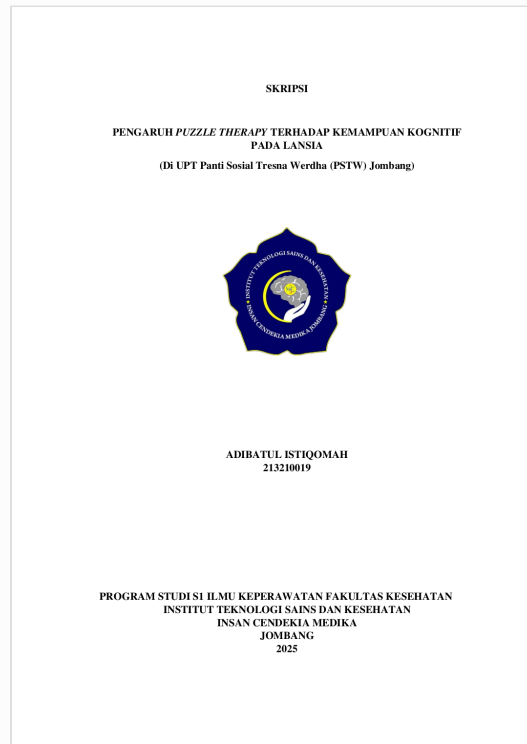 SKRIPSI
PENGARUH PUZZLE THERAPY TERHADAP KEMAMPUAN KOGNITIF
PADA LANSIA
(Di UPT Panti Sosial Tresna Werdha (PSTW) Jombang)
INSTITUT TEKNOLOGI SAINS DAN KESEHATAN
INSAN CENDEKIA MEDIKA JOMBANG
ADIBATUL ISTIQOMAH
213210019
PROGRAM STUDI S1 ILMU KEPERAWATAN FAKULTAS KESEHATAN
INSTITUT TEKNOLOGI SAINS DAN KESEHATAN
INSAN CENDEKIA MEDIKA
JOMBANG
2025